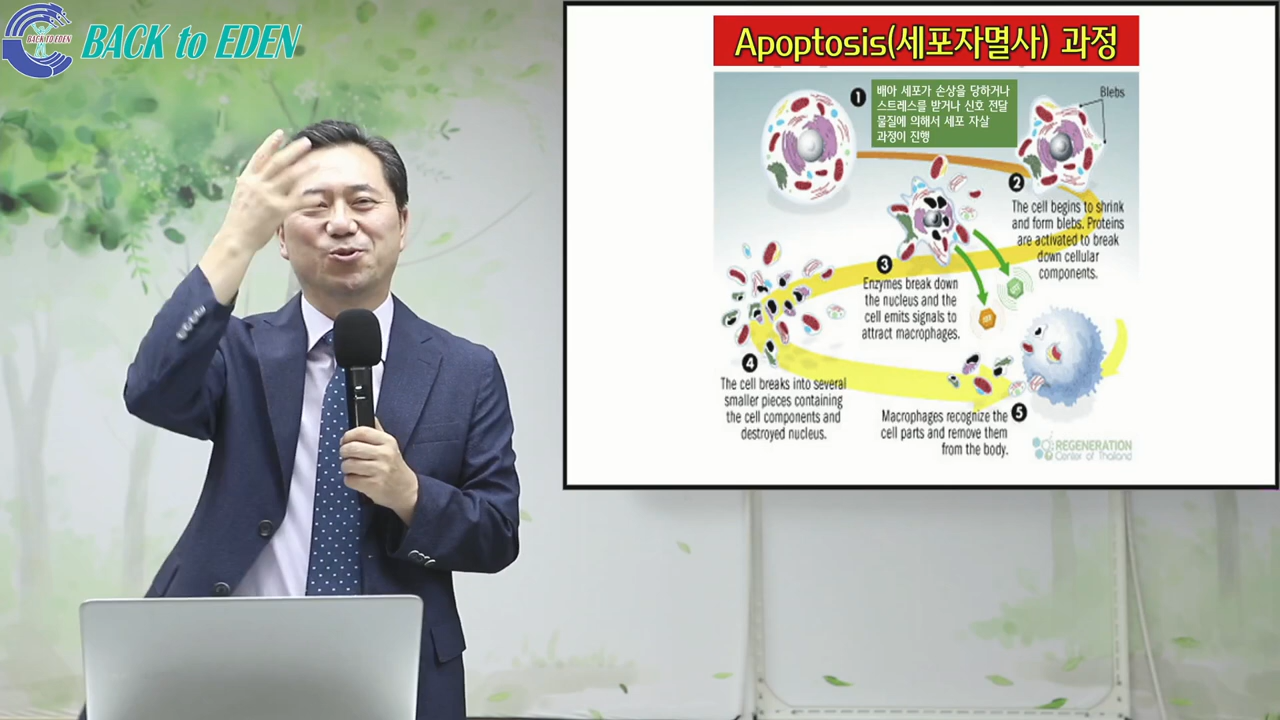 BACK TO EDEN
BACK to EDEN
Apoptosis(세포자멸사) 과정
1
배아 세포가 손상을 당하거나
스트레스를 받거나 신호 전달
물질에 의해서 세포 자살
과정이 진행
Blebs
2
The cell begins to shrink
and form blebs. Proteins
are activated to break
down cellular
components.
3
Enzymes break down
the nucleus and the
cell emits signals to
attract macrophages.
4
The cell breaks into several
smaller pieces containing
the cell components and
destroyed nucleus.
5
Macrophages recognize the
cell parts and remove them
from the body.
REGENERATION
Center of Thailand